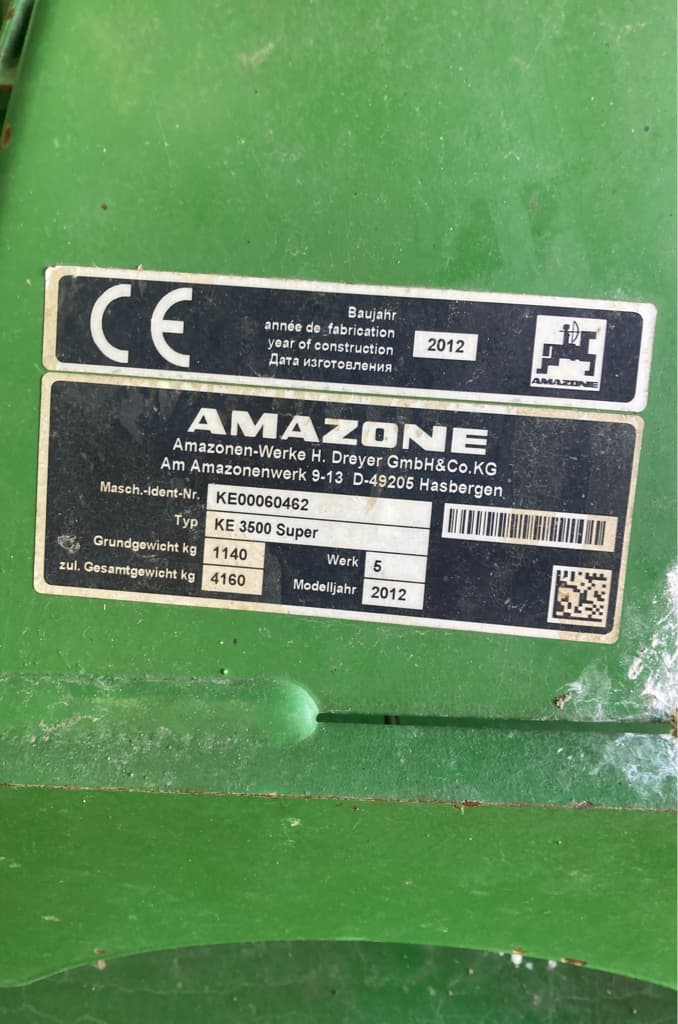 CE
Baujahr
année de fabrication
year of construction
Дата изготовления
2012
AMAZONE
AMAZONE
Amazonen-Werke H. Dreyer GmbH&Co.KG
Am Amazonenwerk 9-13 D-49205 Hasbergen
Masch.-Ident-Nr. KE00060462
Typ KE 3500 Super
Grundgewicht kg 1140 Werk 5
zul. Gesamtgewicht kg 4160 Modelljahr 2012